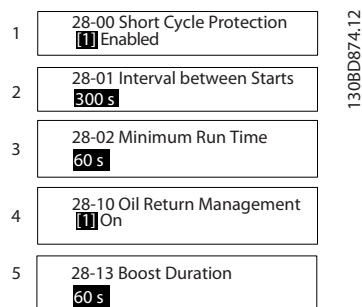 1
28-00 Short Cycle Protection
[1] Enabled
2
28-01 Interval between Starts
300 s
3
28-02 Minimum Run Time
60 s
4
28-10 Oil Return Management
[1] On
5
28-13 Boost Duration
60 s
130BD874.12